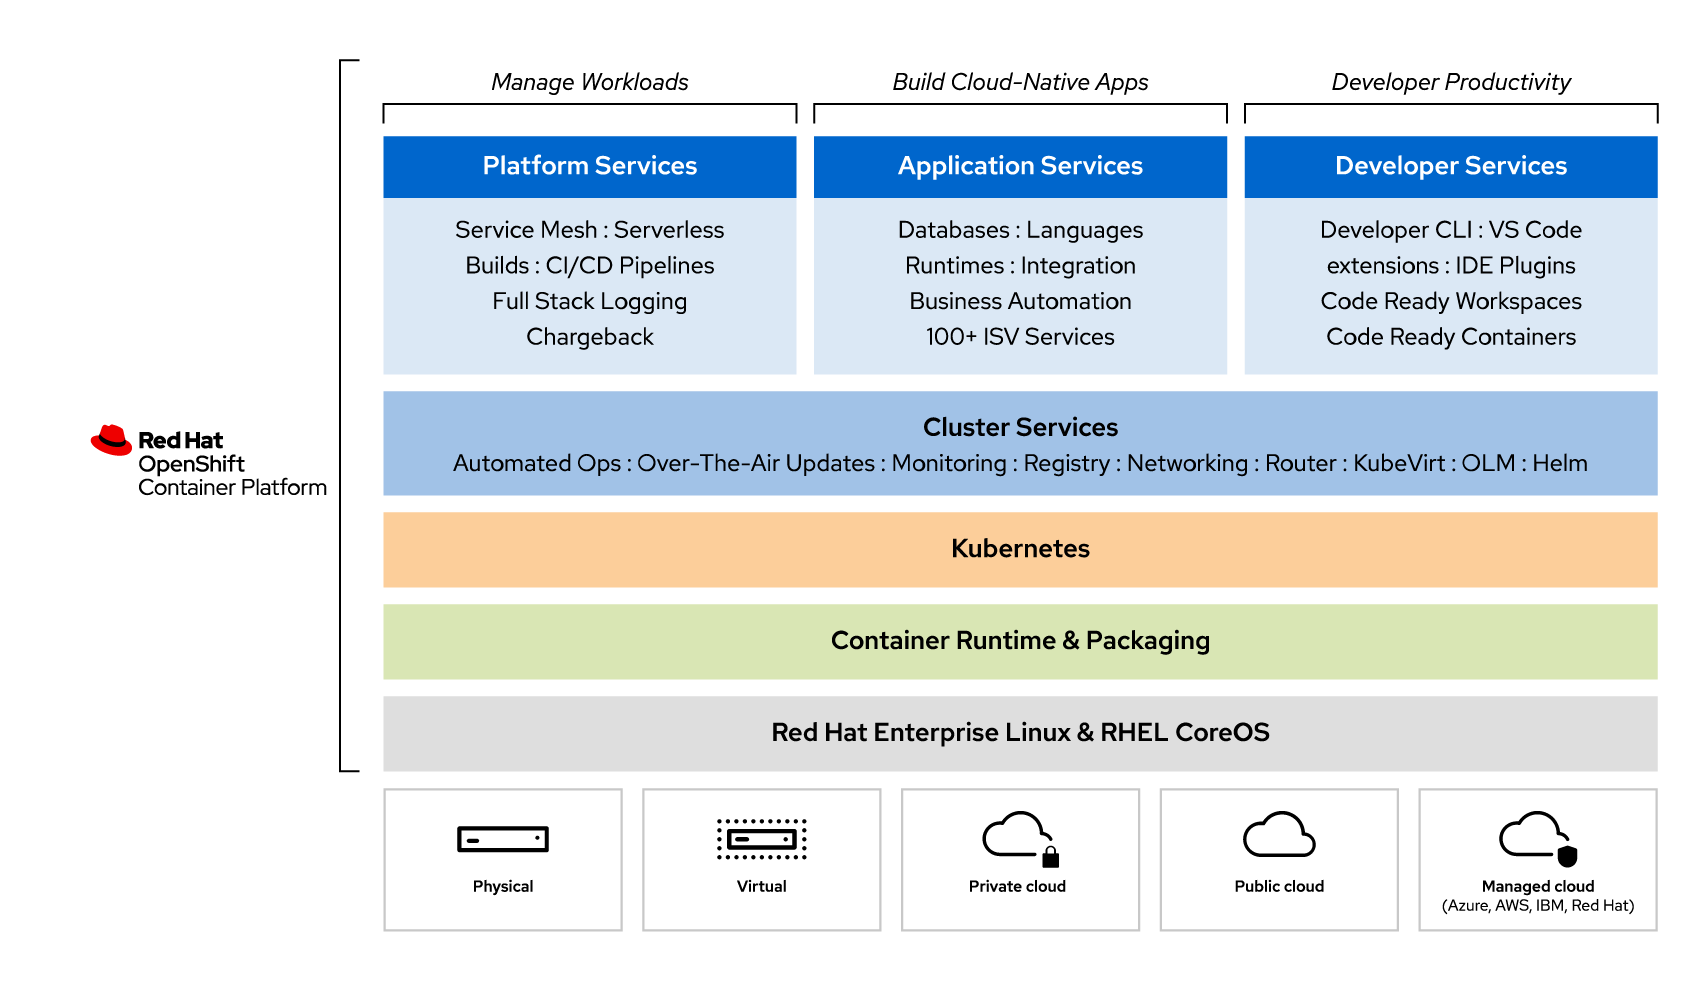 Manage Workloads
Build Cloud-Native Apps
Developer Productivity
Platform Services
Service Mesh : Serverless
Builds : CI/CD Pipelines
Full Stack Logging
Chargeback
Application Services
Databases : Languages
Runtimes : Integration
Business Automation
100+ ISV Services
Developer Services
Developer CLI : VS Code
extensions : IDE Plugins
Code Ready Workspaces
Code Ready Containers
Cluster Services
Automated Ops : Over-The-Air Updates : Monitoring : Registry : Networking : Router : KubeVirt : OLM : Helm
Red Hat
OpenShift
Container Platform
Kubernetes
Container Runtime & Packaging
Red Hat Enterprise Linux & RHEL CoreOS
Physical
Virtual
Private cloud
Public cloud
Managed cloud
(Azure, AWS, IBM, Red Hat)